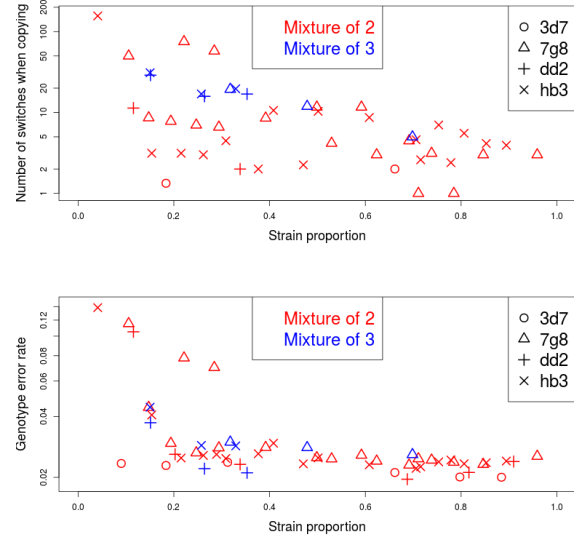 Number of switches when copying
200
100
50
20
10
5
2
1
Mixture of 2
Mixture of 3
3d7
7g8
dd2
hb3
0.0 0.2 0.4 0.6 0.8 1.0
Strain proportion
Genotype error rate
0.12
0.08
0.06
0.04
0.02
Mixture of 2
Mixture of 3
3d7
7g8
dd2
hb3
0.0 0.2 0.4 0.6 0.8 1.0
Strain proportion